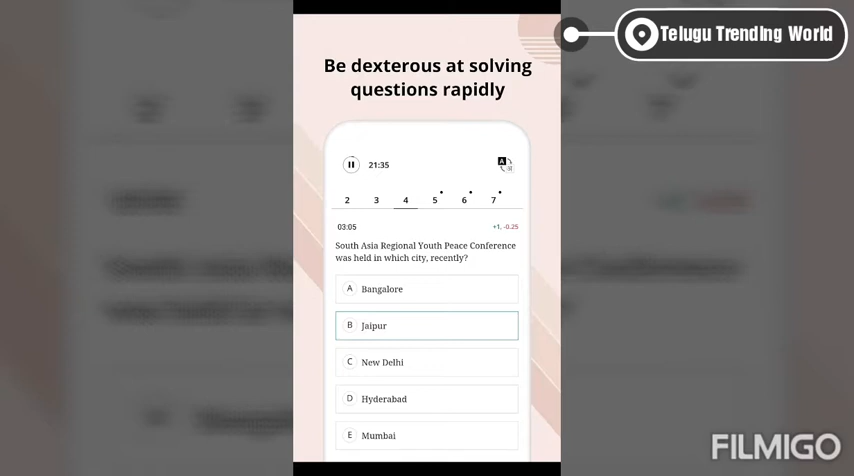 Telugu Trending World
Be dexterous at solving
questions rapidly
21:35
A
2 3 4 5 6 7
03:05 +1, -0.25
South Asia Regional Youth Peace Conference
was held in which city, recently?
A Bangalore
B Jaipur
C New Delhi
D Hyderabad
E Mumbai
FILMIGO